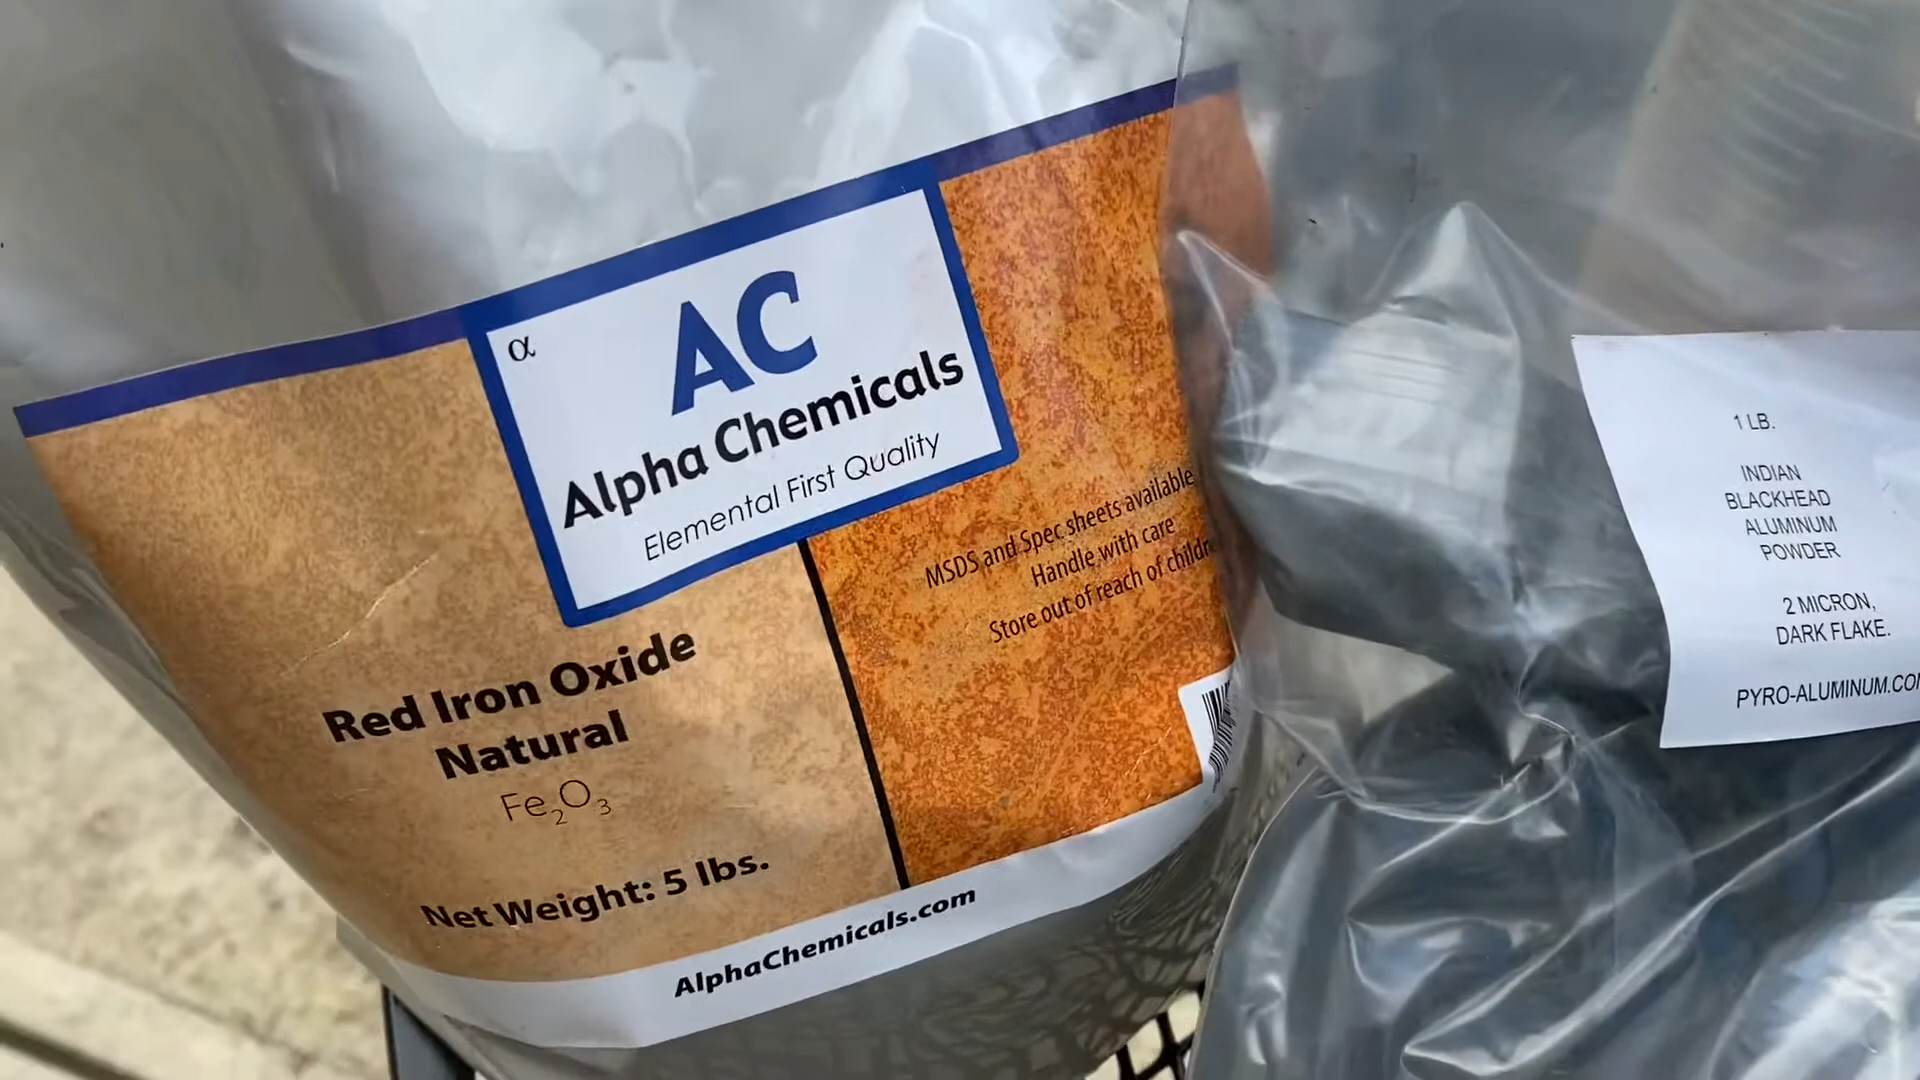 α
AC
Alpha Chemicals
Elemental First Quality
MSDS and Spec sheets available
Handle with care
Store out of reach of
Red Iron Oxide
Natural
Fe₂O₃
Net Weight: 5 lbs.
AlphaChemicals.com
1 LB.
INDIAN
BLACKHEAD
ALUMINUM
POWDER
2 MICRON,
DARK FLAKE.
PYRO-ALUMINUM.COM